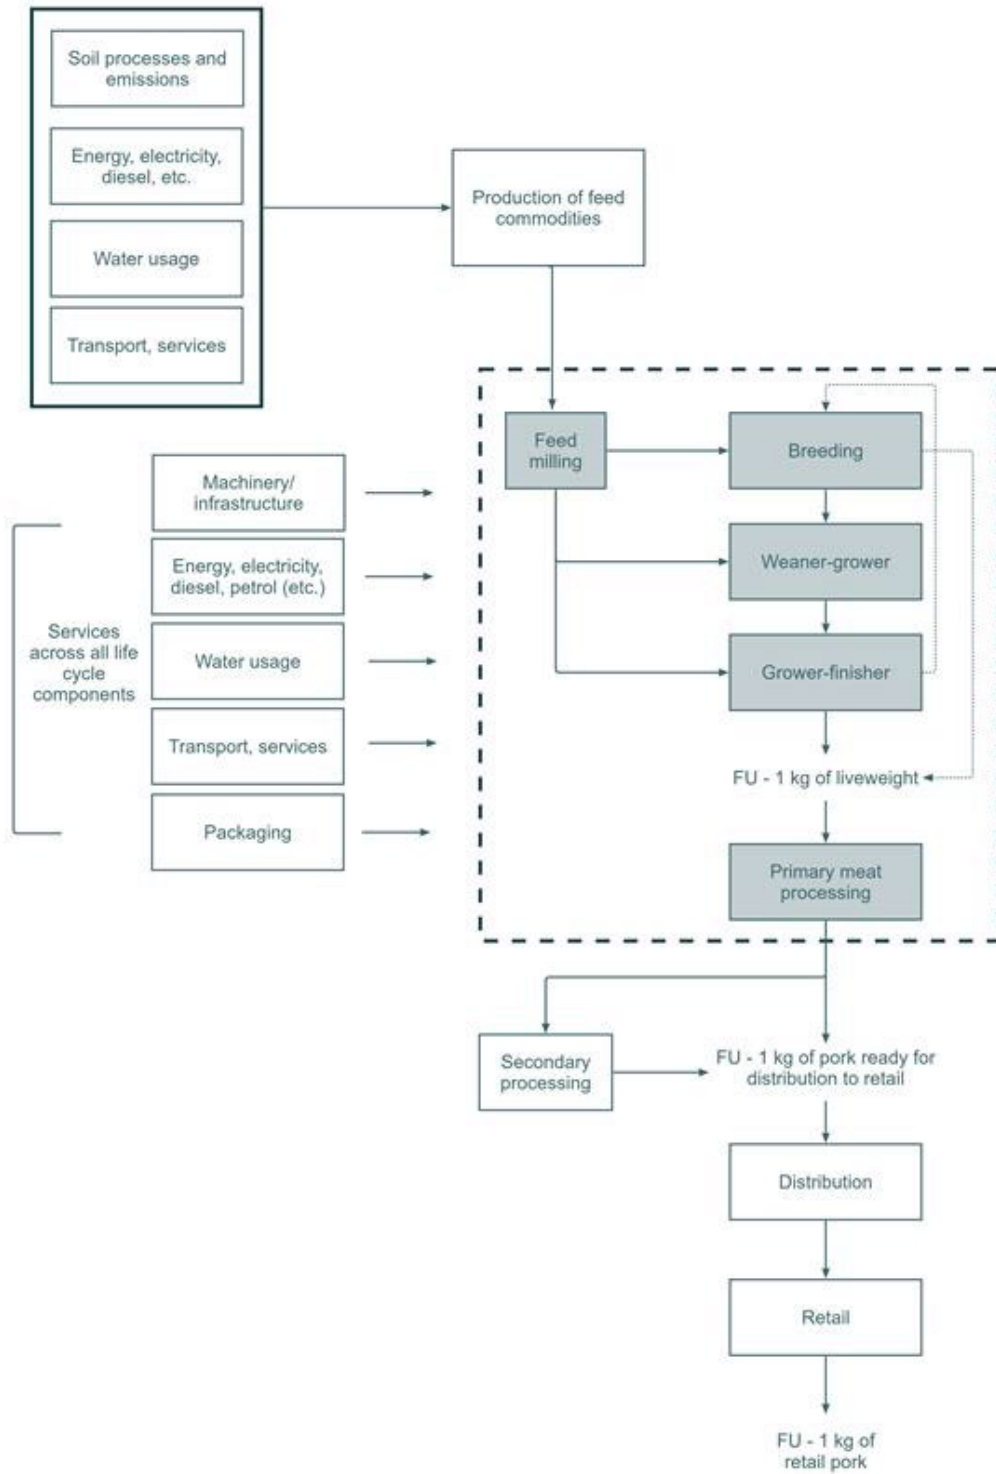 Soil processes and
emissions
Energy, electricity,
diesel, etc.
Water usage
Transport, services
Production of feed
commodities
Feed
milling
Breeding
Weaner-grower
Grower-finisher
FU - 1 kg of liveweight
Primary meat
processing
Services
across all life
cycle
components
Machinery/
infrastructure
Energy, electricity,
diesel, petrol (etc.)
Water usage
Transport, services
Packaging
Secondary
processing
FU - 1 kg of pork ready for
distribution to retail
Distribution
Retail
FU - 1 kg of
retail pork